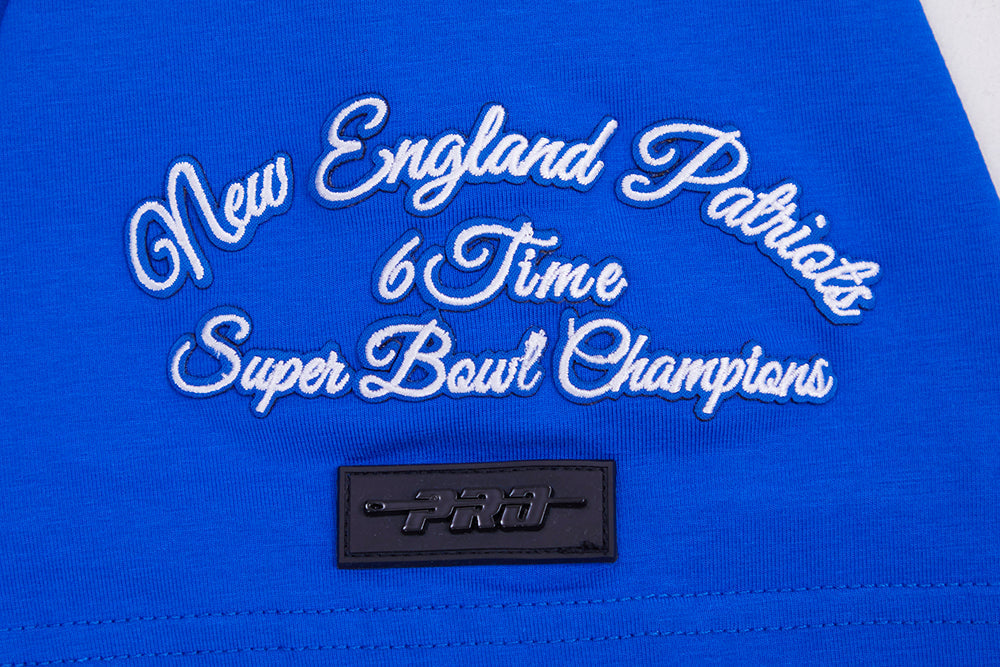 New England Patriots
6 Time
Super Bowl Champions
PRO